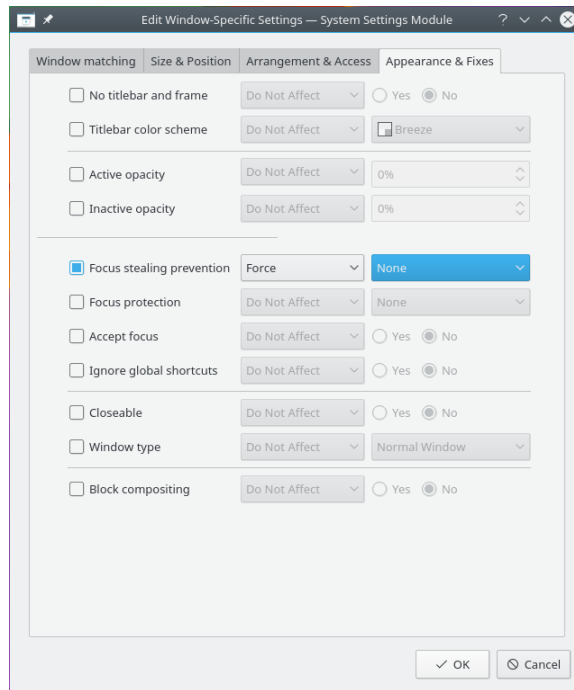 Edit Window-Specific Settings — System Settings Module
Window matching Size & Position Arrangement & Access Appearance & Fixes
No titlebar and frame Do Not Affect Yes No
Titlebar color scheme Do Not Affect Breeze
Active opacity Do Not Affect 0%
Inactive opacity Do Not Affect 0%
Focus stealing prevention Force None
Focus protection Do Not Affect None
Accept focus Do Not Affect Yes No
Ignore global shortcuts Do Not Affect Yes No
Closeable Do Not Affect Yes No
Window type Do Not Affect Normal Window
Block compositing Do Not Affect Yes No
OK Cancel